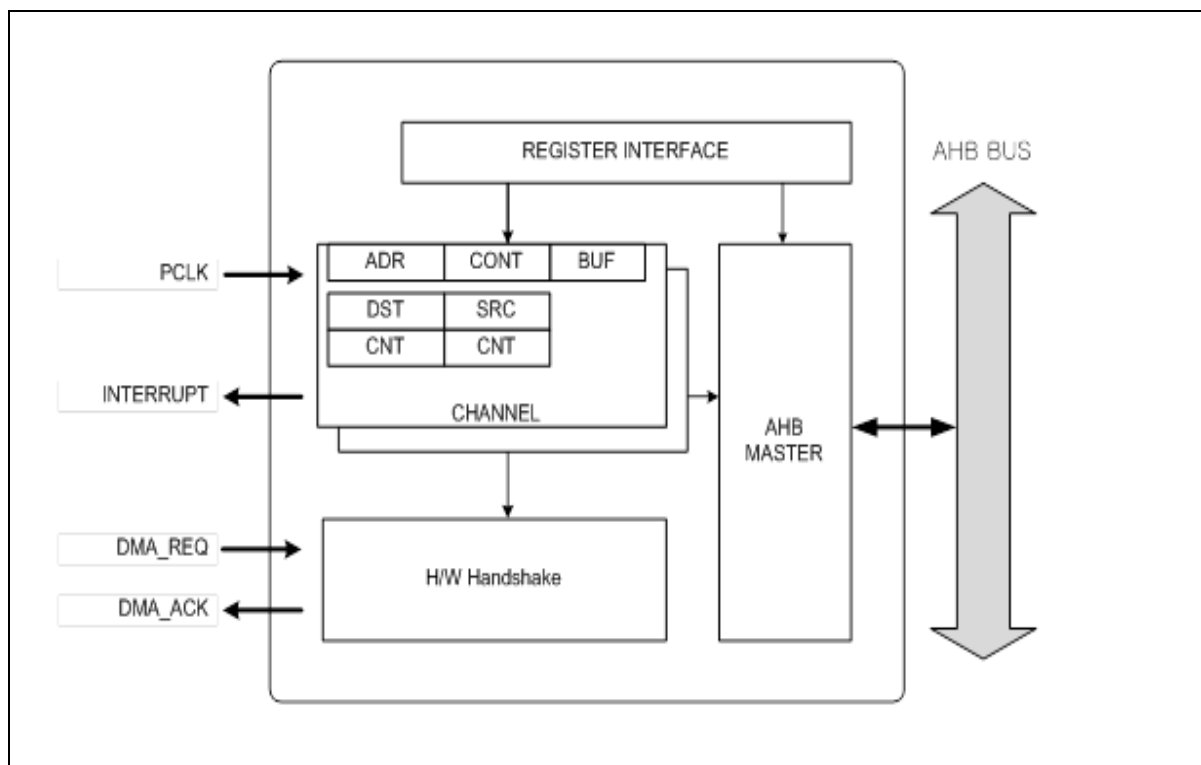 REGISTER INTERFACE
AHB BUS
PCLK
ADR CONT BUF
DST SRC
CNT CNT
INTERRUPT
CHANNEL
AHB
MASTER
DMA_REQ
H/W Handshake
DMA_ACK